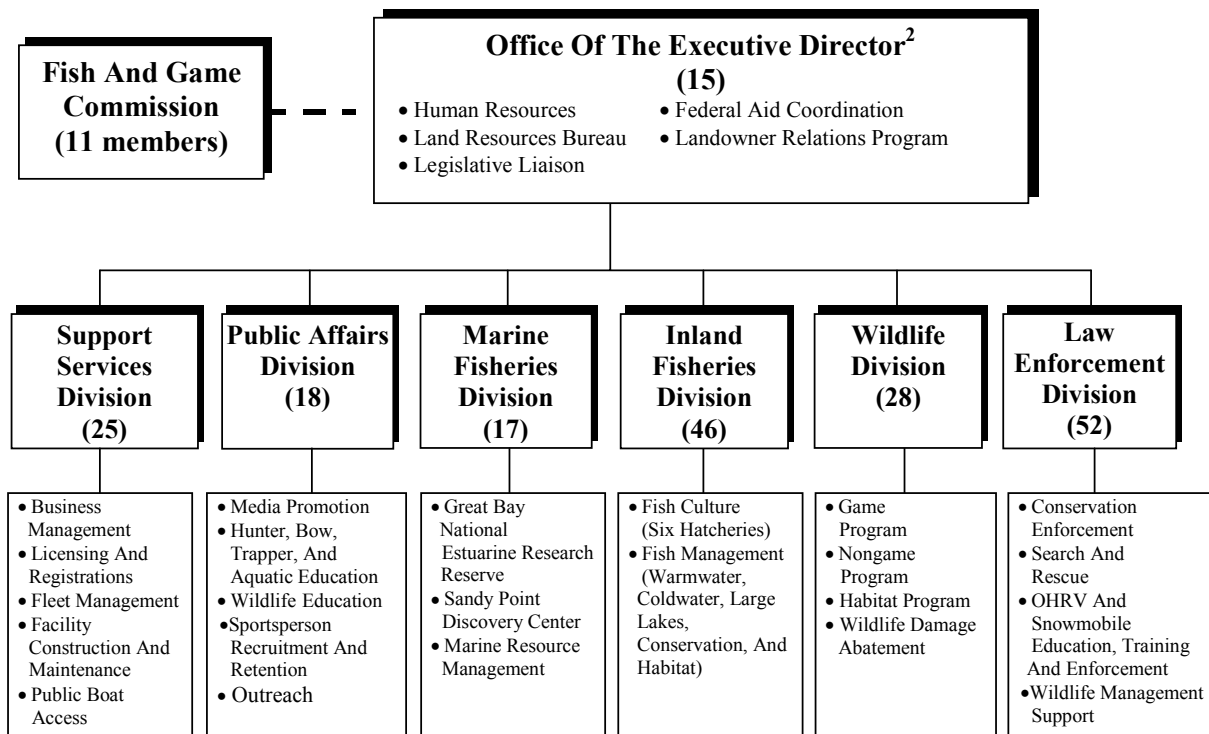 Fish And Game
Commission
(11 members)
Office Of The Executive Director2
(15)
• Human Resources
• Land Resources Bureau
• Legislative Liaison
• Federal Aid Coordination
• Landowner Relations Program
Support
Services
Division
(25)
Public Affairs
Division
(18)
Marine
Fisheries
Division
(17)
Inland
Fisheries
Division
(46)
Wildlife
Division
(28)
Law
Enforcement
Division
(52)
• Business
Management
• Licensing And
Registrations
• Fleet Management
• Facility
Construction And
Maintenance
• Public Boat
Access
• Media Promotion
• Hunter, Bow,
Trapper, And
Aquatic Education
• Wildlife Education
• Sportsperson
Recruitment And
Retention
• Outreach
• Great Bay
National
Estuarine Research
Reserve
• Sandy Point
Discovery Center
• Marine Resource
Management
• Fish Culture
(Six Hatcheries)
• Fish Management
(Warmwater,
Coldwater, Large
Lakes,
Conservation, And
Habitat)
• Game
Program
• Nongame
Program
• Habitat Program
• Wildlife Damage
Abatement
• Conservation
Enforcement
• Search And
Rescue
• OHRV And
Snowmobile
Education, Training
And Enforcement
• Wildlife Management
Support